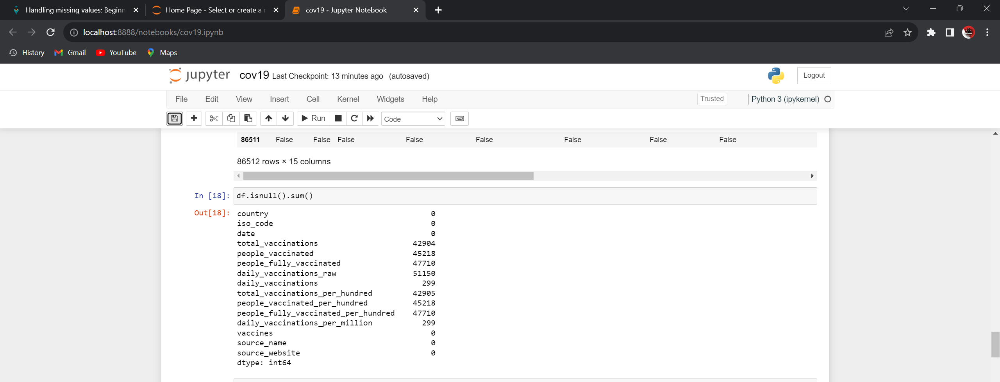 Handling missing values: Beginn
Home Page - Select or create a
cov19 - Jupyter Notebook
localhost:8888/notebooks/cov19.ipynb
History Gmail YouTube Maps
jupyter cov19 Last Checkpoint: 13 minutes ago (autosaved)
Logout
File Edit View Insert Cell Kernel Widgets Help
Trusted Python 3 (ipykernel)
Run Code
86511 False False False False False False False False
86512 rows × 15 columns
In [18]: df.isnull().sum()
Out[18]: country 0
iso_code 0
date 0
total_vaccinations 42904
people_vaccinated 45218
people_fully_vaccinated 47710
daily_vaccinations_raw 51150
daily_vaccinations 299
total_vaccinations_per_hundred 42905
people_vaccinated_per_hundred 45218
people_fully_vaccinated_per_hundred 47710
daily_vaccinations_per_million 299
vaccines 0
source_name 0
source_website 0
dtype: int64